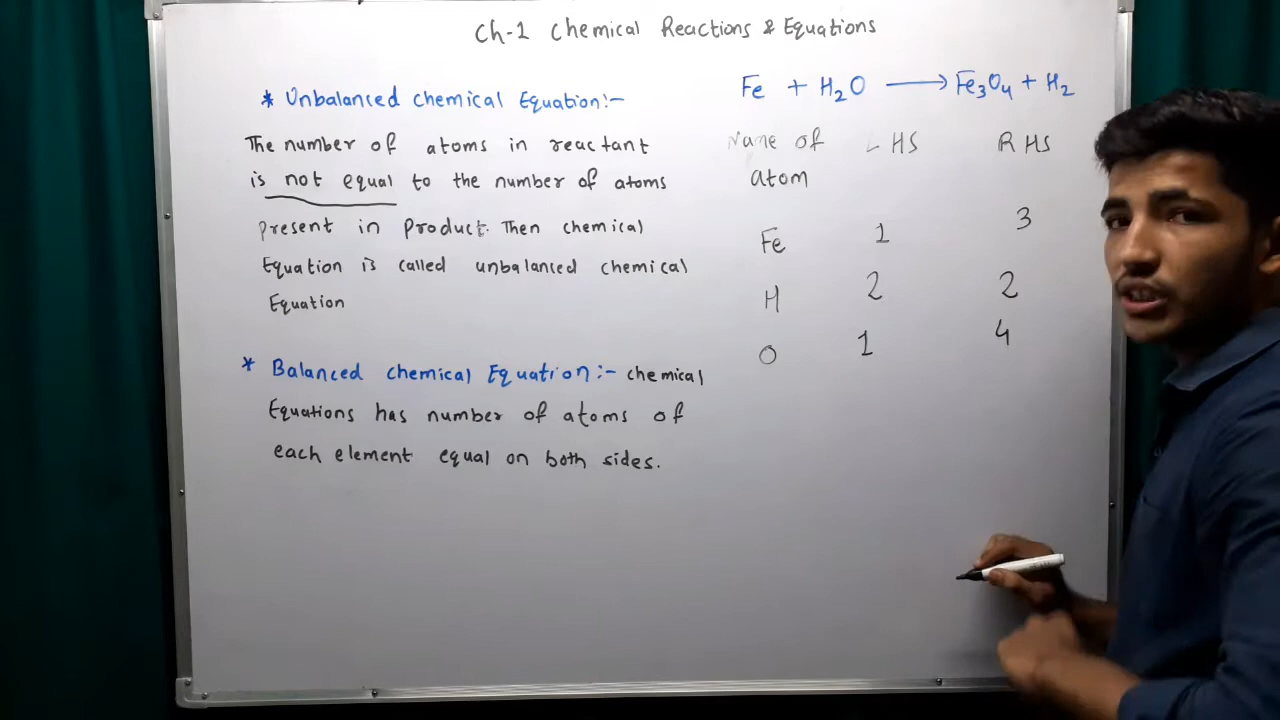 Ch-1 Chemical Reactions & Equations
* Unbalanced chemical Equation:-
The number of atoms in reactant
is not equal to the number of atoms
present in product. Then chemical
Equation is called unbalanced chemical
Equation
* Balanced chemical Equation:- chemical
Equations has number of atoms of
each element equal on both sides.
Fe + H₂O ⟶ Fe₃O₄ + H₂
Name of LHS RHS
atom
Fe 1 3
H 2 2
O 1 4